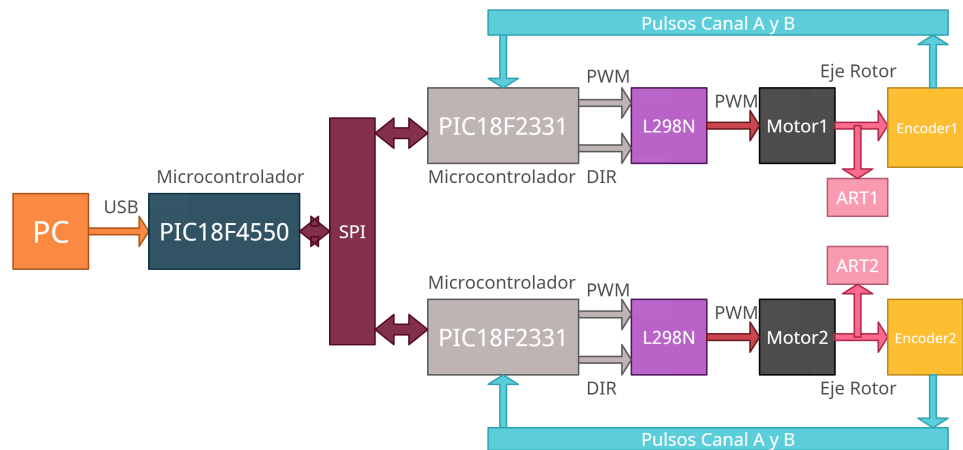 Pulsos Canal A y B
Eje Rotor
PWM
PIC18F2331
L298N
PWM
Motor1
Encoder1
Microcontrolador
DIR
ART1
Microcontrolador
USB
PC
PIC18F4550
SPI
ART2
Microcontrolador
PWM
PIC18F2331
L298N
PWM
Motor2
Encoder2
DIR
Eje Rotor
Pulsos Canal A y B